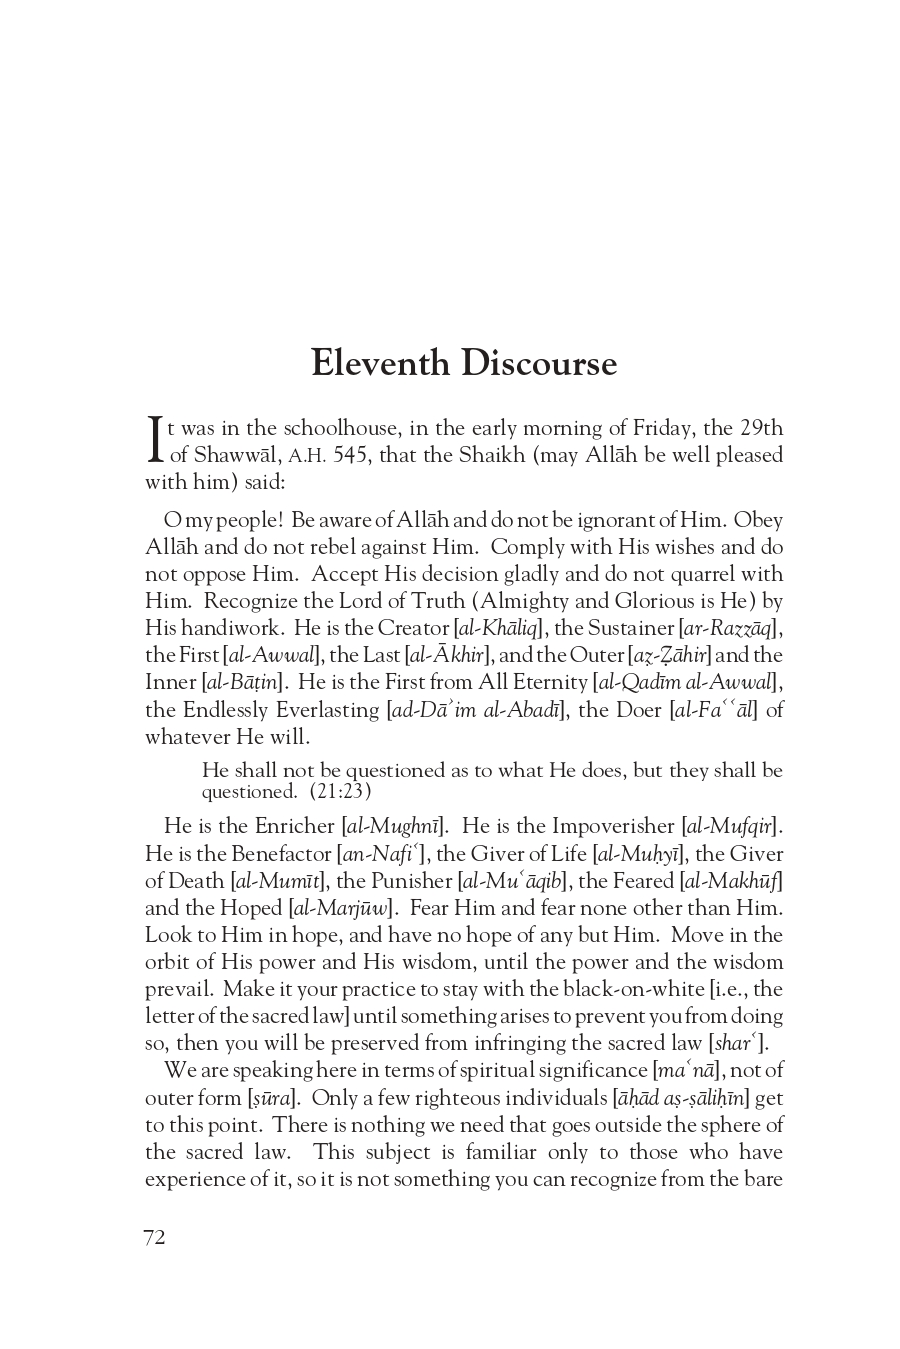 Eleventh Discourse
It was in the schoolhouse, in the early morning of Friday, the 29th
of Shawwāl, A.H. 545, that the Shaikh (may Allāh be well pleased
with him) said:
O my people! Be aware of Allāh and do not be ignorant of Him. Obey
Allāh and do not rebel against Him. Comply with His wishes and do
not oppose Him. Accept His decision gladly and do not quarrel with
Him. Recognize the Lord of Truth (Almighty and Glorious is He) by
His handiwork. He is the Creator [al-Khāliq], the Sustainer [ar-Razzāq],
the First [al-Awwal], the Last [al-Ākhir], and the Outer [aẓ-Ẓāhir] and the
Inner [al-Bāṭin]. He is the First from All Eternity [al-Qadīm al-Awwal],
the Endlessly Everlasting [ad-Dāʾim al-Abadī], the Doer [al-Faʿʿāl] of
whatever He will.
He shall not be questioned as to what He does, but they shall be
questioned. (21:23)
He is the Enricher [al-Mughnī]. He is the Impoverisher [al-Mufqir].
He is the Benefactor [an-Nafiʿ], the Giver of Life [al-Muḥyī], the Giver
of Death [al-Mumīt], the Punisher [al-Muʿāqib], the Feared [al-Makhūf]
and the Hoped [al-Marjūw]. Fear Him and fear none other than Him.
Look to Him in hope, and have no hope of any but Him. Move in the
orbit of His power and His wisdom, until the power and the wisdom
prevail. Make it your practice to stay with the black-on-white [i.e., the
letter of the sacred law] until something arises to prevent you from doing
so, then you will be preserved from infringing the sacred law [sharʿ].
We are speaking here in terms of spiritual significance [maʿnā], not of
outer form [ṣūra]. Only a few righteous individuals [āḥād aṣ-ṣāliḥīn] get
to this point. There is nothing we need that goes outside the sphere of
the sacred law. This subject is familiar only to those who have
experience of it, so it is not something you can recognize from the bare
72